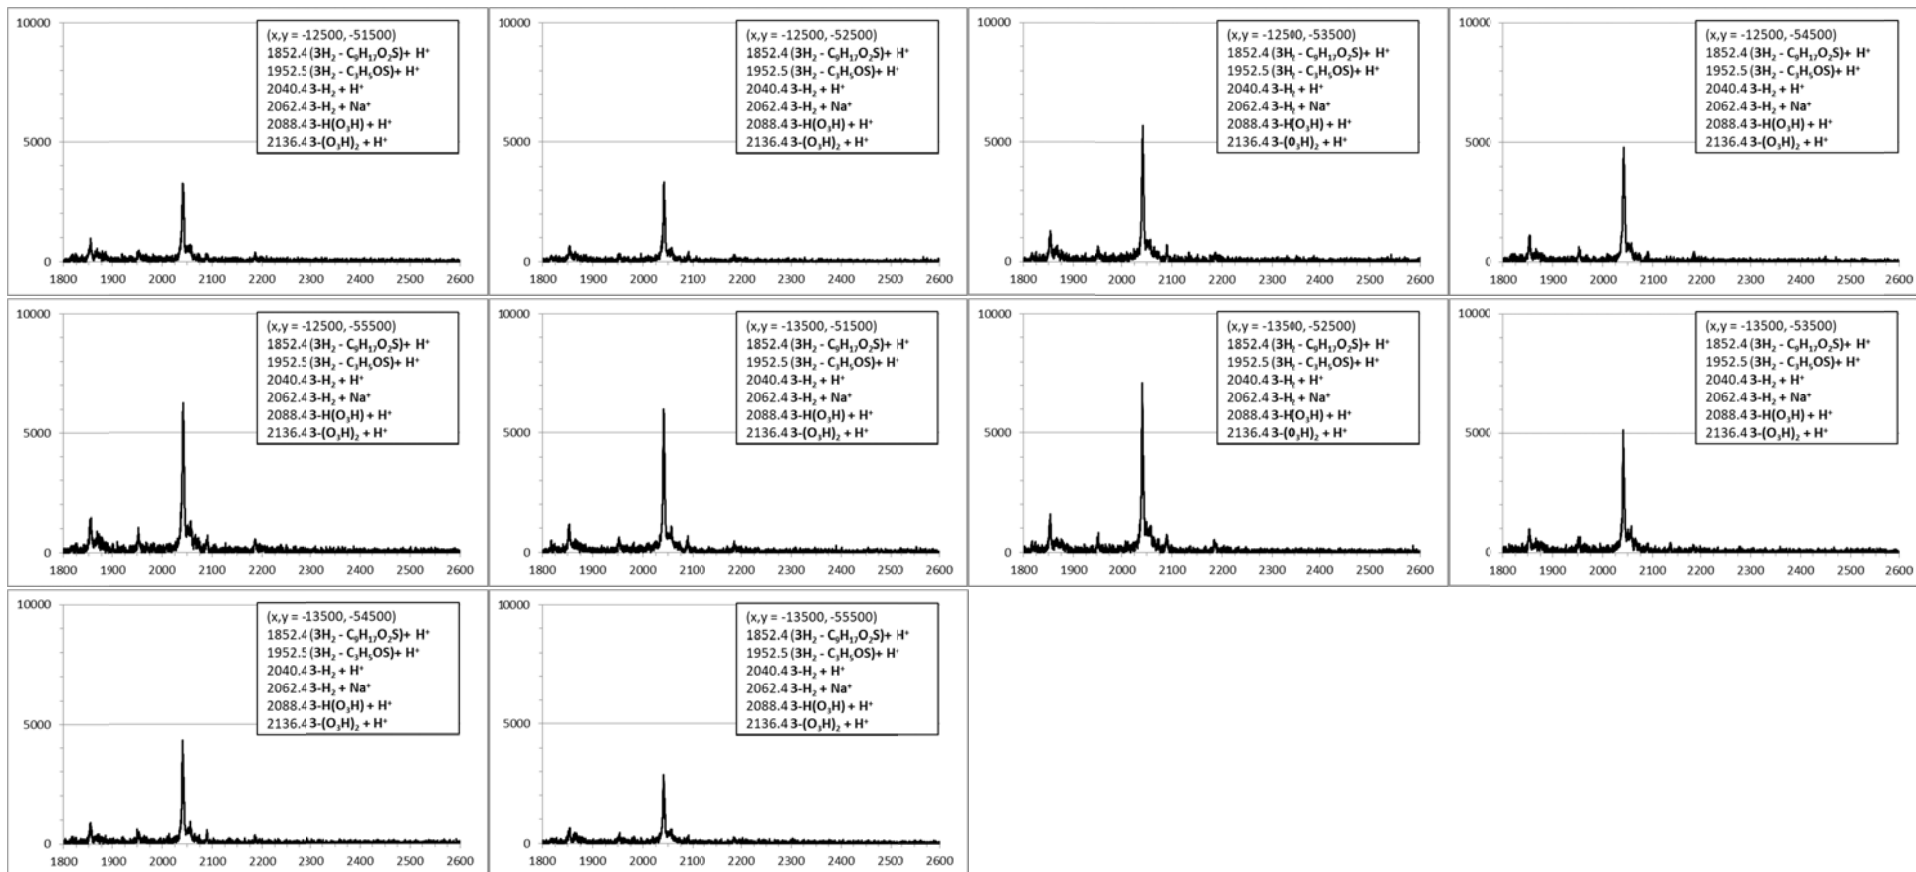 10000
(x,y = -12500, -51500)
1852.4 (3H₂ - C₉H₁₇O₂S)+ H⁺
1952.5 (3H₂ - C₃H₅OS)+ H⁺
2040.4 3-H₂ + H⁺
2062.4 3-H₂ + Na⁺
2088.4 3-H(O₃H) + H⁺
2136.4 3-(O₃H)₂ + H⁺
5000
0
1800 1900 2000 2100 2200 2300 2400 2500 2600
10000
(x,y = -12500, -52500)
1852.4 (3H₂ - C₉H₁₇O₂S)+ H⁺
1952.5 (3H₂ - C₃H₅OS)+ H⁺
2040.4 3-H₂ + H⁺
2062.4 3-H₂ + Na⁺
2088.4 3-H(O₃H) + H⁺
2136.4 3-(O₃H)₂ + H⁺
5000
0
1800 1900 2000 2100 2200 2300 2400 2500 2600
10000
(x,y = -12500, -53500)
1852.4 (3H₂ - C₉H₁₇O₂S)+ H⁺
1952.5 (3H₂ - C₃H₅OS)+ H⁺
2040.4 3-H₂ + H⁺
2062.4 3-H₂ + Na⁺
2088.4 3-H(O₃H) + H⁺
2136.4 3-(O₃H)₂ + H⁺
5000
0
1800 1900 2000 2100 2200 2300 2400 2500 2600
10000
(x,y = -12500, -54500)
1852.4 (3H₂ - C₉H₁₇O₂S)+ H⁺
1952.5 (3H₂ - C₃H₅OS)+ H⁺
2040.4 3-H₂ + H⁺
2062.4 3-H₂ + Na⁺
2088.4 3-H(O₃H) + H⁺
2136.4 3-(O₃H)₂ + H⁺
5000
0
1800 1900 2000 2100 2200 2300 2400 2500 2600
10000
(x,y = -12500, -55500)
1852.4 (3H₂ - C₉H₁₇O₂S)+ H⁺
1952.5 (3H₂ - C₃H₅OS)+ H⁺
2040.4 3-H₂ + H⁺
2062.4 3-H₂ + Na⁺
2088.4 3-H(O₃H) + H⁺
2136.4 3-(O₃H)₂ + H⁺
5000
0
1800 1900 2000 2100 2200 2300 2400 2500 2600
10000
(x,y = -13500, -51500)
1852.4 (3H₂ - C₉H₁₇O₂S)+ H⁺
1952.5 (3H₂ - C₃H₅OS)+ H⁺
2040.4 3-H₂ + H⁺
2062.4 3-H₂ + Na⁺
2088.4 3-H(O₃H) + H⁺
2136.4 3-(O₃H)₂ + H⁺
5000
0
1800 1900 2000 2100 2200 2300 2400 2500 2600
10000
(x,y = -13500, -52500)
1852.4 (3H₂ - C₉H₁₇O₂S)+ H⁺
1952.5 (3H₂ - C₃H₅OS)+ H⁺
2040.4 3-H₂ + H⁺
2062.4 3-H₂ + Na⁺
2088.4 3-H(O₃H) + H⁺
2136.4 3-(O₃H)₂ + H⁺
5000
0
1800 1900 2000 2100 2200 2300 2400 2500 2600
10000
(x,y = -13500, -53500)
1852.4 (3H₂ - C₉H₁₇O₂S)+ H⁺
1952.5 (3H₂ - C₃H₅OS)+ H⁺
2040.4 3-H₂ + H⁺
2062.4 3-H₂ + Na⁺
2088.4 3-H(O₃H) + H⁺
2136.4 3-(O₃H)₂ + H⁺
5000
0
1800 1900 2000 2100 2200 2300 2400 2500 2600
10000
(x,y = -13500, -54500)
1852.4 (3H₂ - C₉H₁₇O₂S)+ H⁺
1952.5 (3H₂ - C₃H₅OS)+ H⁺
2040.4 3-H₂ + H⁺
2062.4 3-H₂ + Na⁺
2088.4 3-H(O₃H) + H⁺
2136.4 3-(O₃H)₂ + H⁺
5000
0
1800 1900 2000 2100 2200 2300 2400 2500 2600
10000
(x,y = -13500, -55500)
1852.4 (3H₂ - C₉H₁₇O₂S)+ H⁺
1952.5 (3H₂ - C₃H₅OS)+ H⁺
2040.4 3-H₂ + H⁺
2062.4 3-H₂ + Na⁺
2088.4 3-H(O₃H) + H⁺
2136.4 3-(O₃H)₂ + H⁺
5000
0
1800 1900 2000 2100 2200 2300 2400 2500 2600